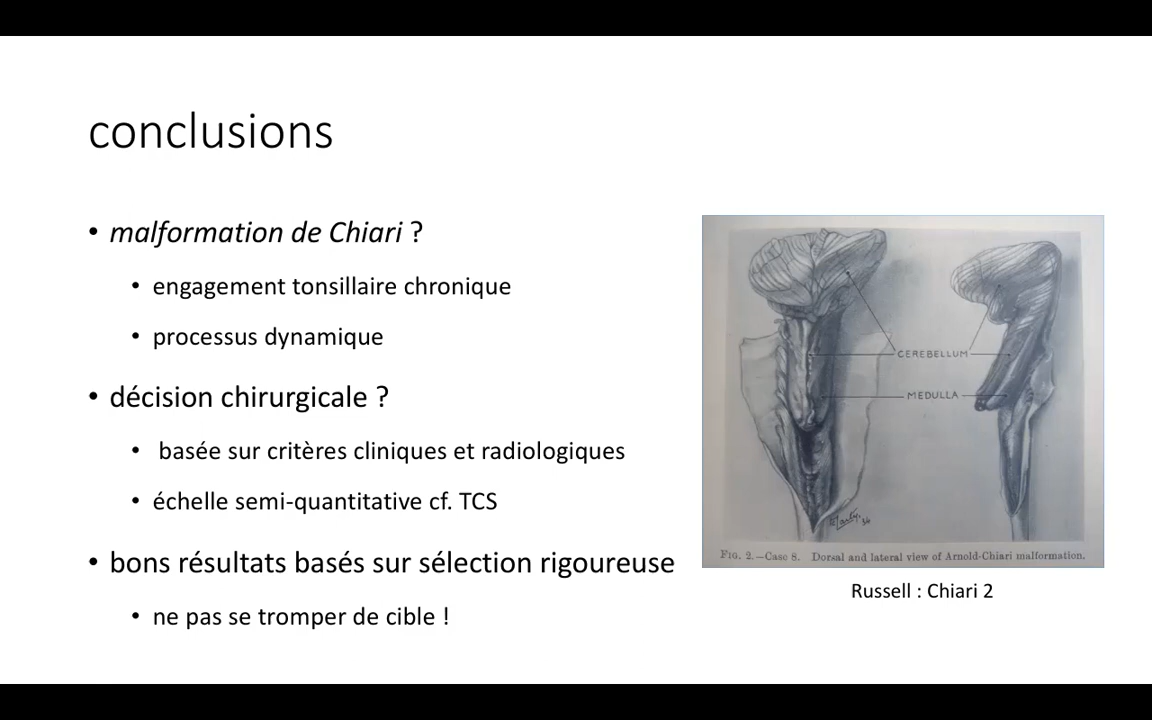 conclusions
• malformation de Chiari ?
• engagement tonsillaire chronique
• processus dynamique
• décision chirurgicale ?
• basée sur critères cliniques et radiologiques
• échelle semi-quantitative cf. TCS
• bons résultats basés sur sélection rigoureuse
• ne pas se tromper de cible !
CEREBELLUM
MEDULLA
FIG. 2.—Case 8. Dorsal and lateral view of Arnold-Chiari malformation.
Russell : Chiari 2